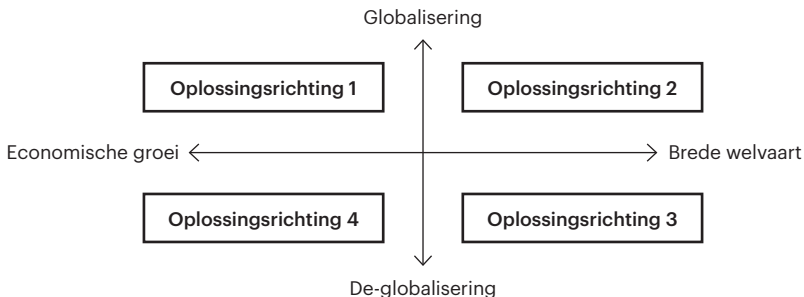 Globalisering
Oplossingsrichting 1
Oplossingsrichting 2
Economische groei
Brede welvaart
Oplossingsrichting 4
Oplossingsrichting 3
De-globalisering